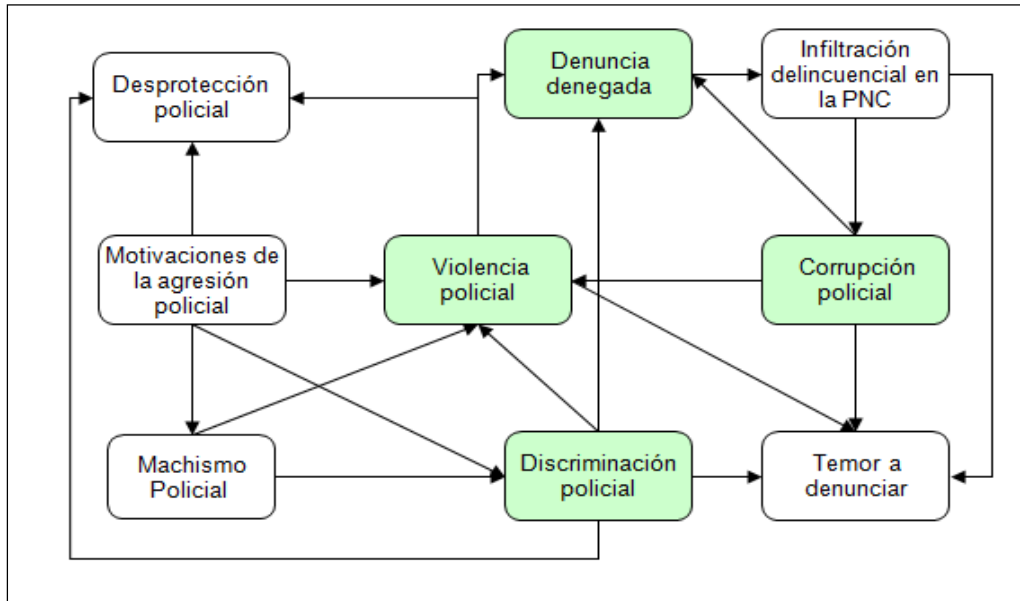 Desprotección
policial
Denuncia
denegada
Infiltración
delincuencial en
la PNC
Motivaciones de
la agresión
policial
Violencia
policial
Corrupción
policial
Machismo
Policial
Discriminación
policial
Temor a
denunciar